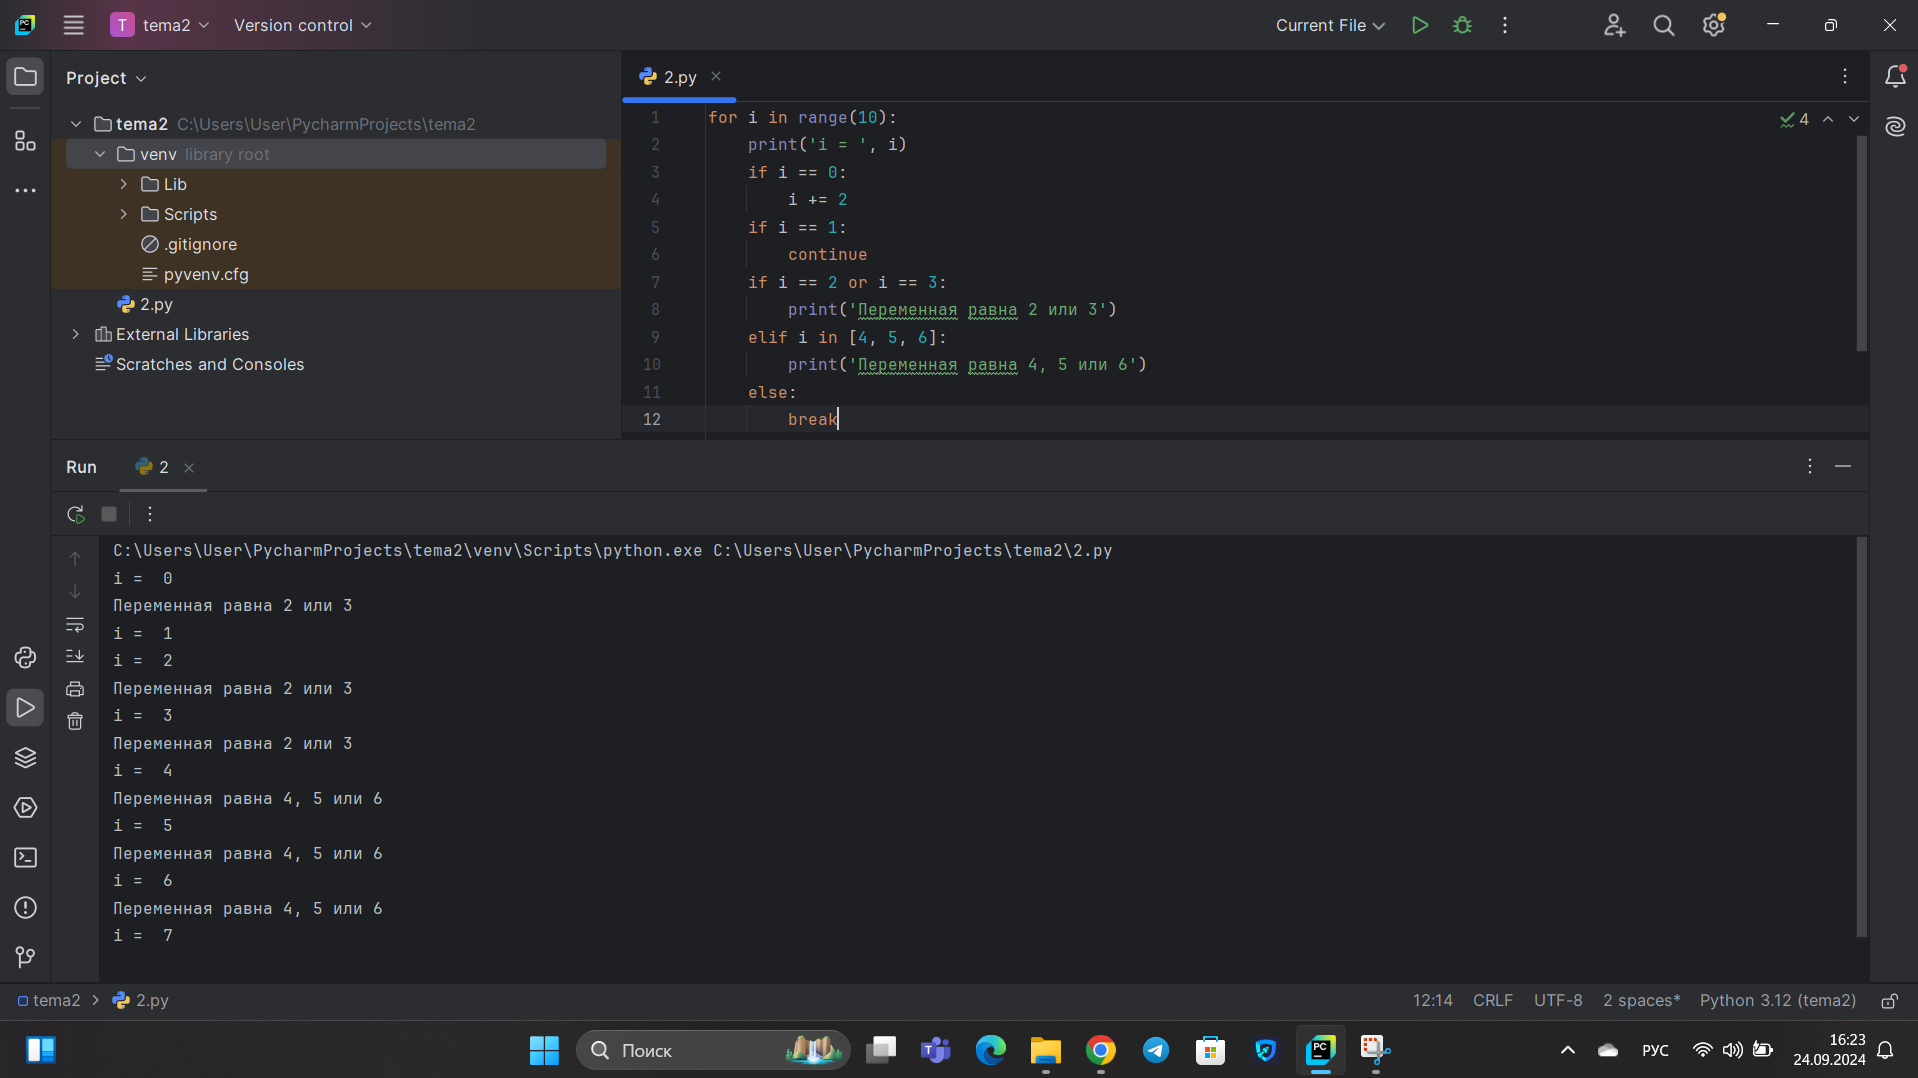 T tema2 Version control Current File
Project
2.py
tema2 C:\Users\User\PycharmProjects\tema2
venv library root
Lib
Scripts
.gitignore
pyvenv.cfg
2.py
External Libraries
Scratches and Consoles
4
1 for i in range(10):
2 print('i = ', i)
3 if i == 0:
4 i += 2
5 if i == 1:
6 continue
7 if i == 2 or i == 3:
8 print('Переменная равна 2 или 3')
9 elif i in [4, 5, 6]:
10 print('Переменная равна 4, 5 или 6')
11 else:
12 break
Run 2
C:\Users\User\PycharmProjects\tema2\venv\Scripts\python.exe C:\Users\User\PycharmProjects\tema2\2.py
i =  0
Переменная равна 2 или 3
i =  1
i =  2
Переменная равна 2 или 3
i =  3
Переменная равна 2 или 3
i =  4
Переменная равна 4, 5 или 6
i =  5
Переменная равна 4, 5 или 6
i =  6
Переменная равна 4, 5 или 6
i =  7
tema2 > 2.py 12:14 CRLF UTF-8 2 spaces* Python 3.12 (tema2)
Поиск
РУС
16:23
24.09.2024